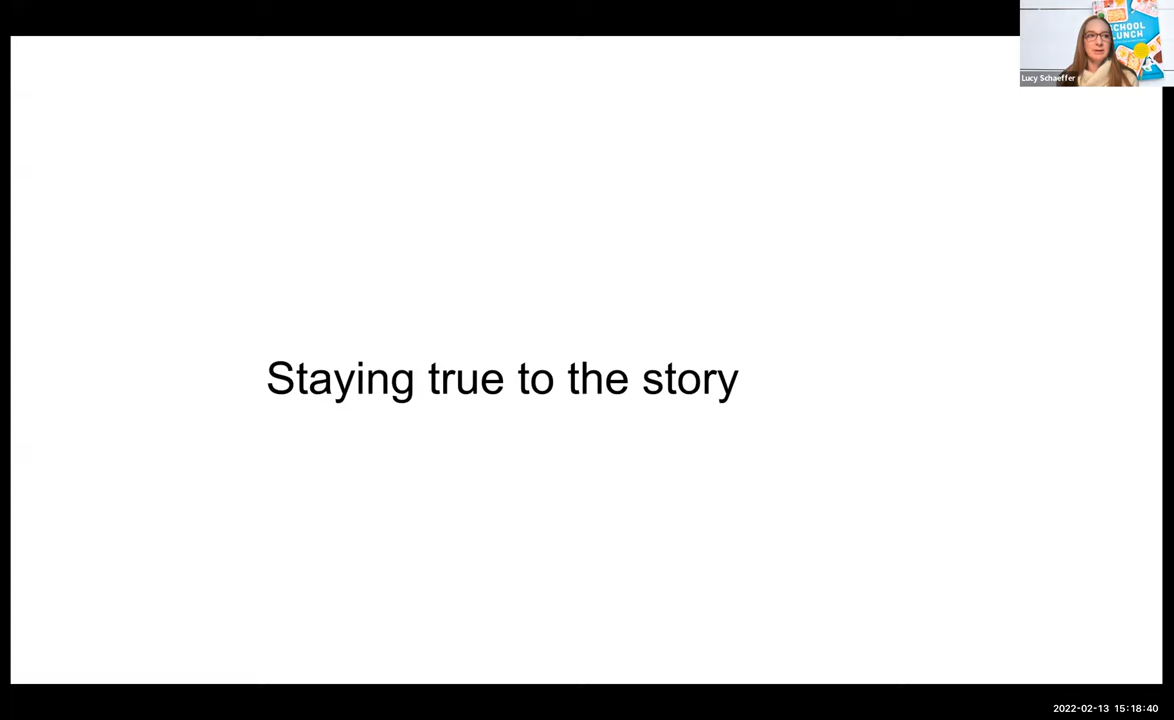 SCHOOL
LUNCH
Lucy Schaeffer
Staying true to the story
2022-02-13 15:18:40